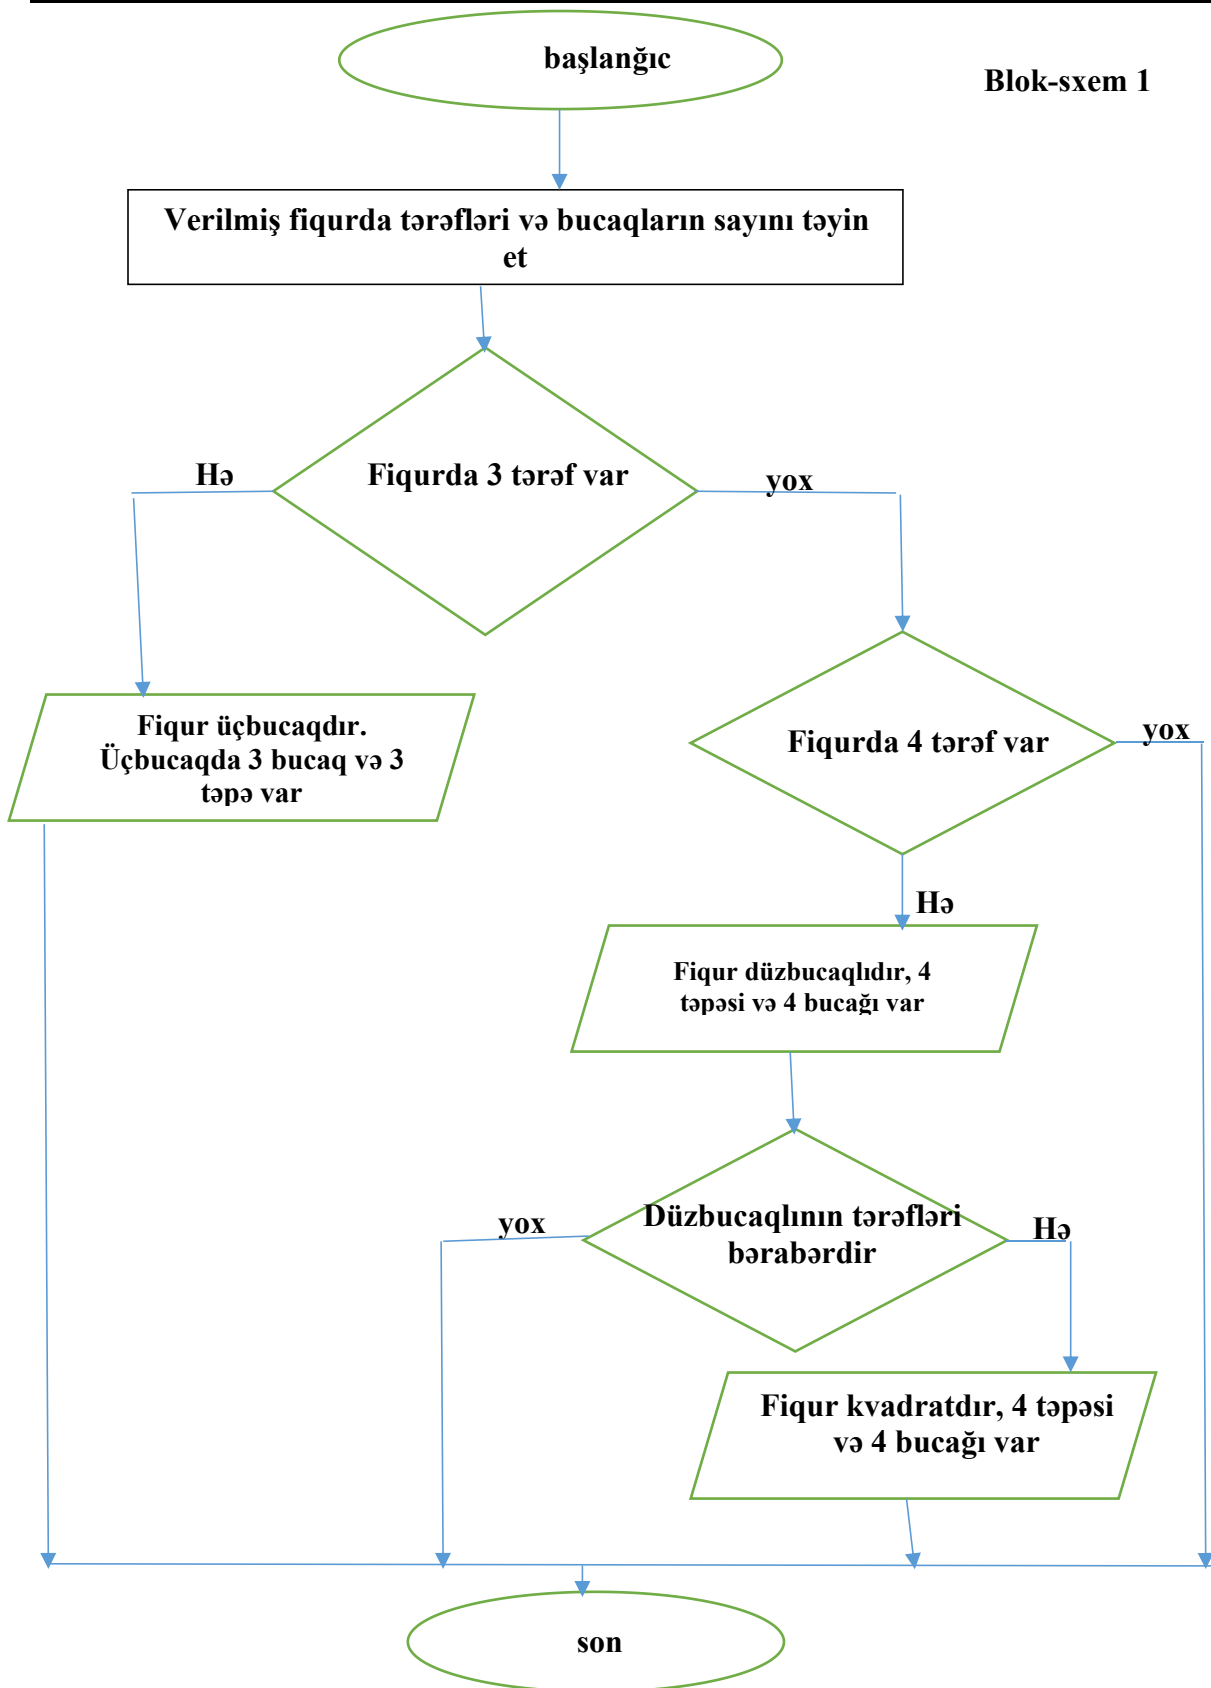 başlanğıc
Blok-sxem 1
Verilmiş fiqurda tərəfləri və bucaqların sayını təyin
et
Hə
Fiqurda 3 tərəf var
yox
Fiqur üçbucaqdır.
Üçbucaqda 3 bucaq və 3
təpə var
Fiqurda 4 tərəf var
yox
Hə
Fiqur düzbucaqlıdır, 4
təpəsi və 4 bucağı var
yox
Düzbucaqlının tərəfləri
bərabərdir
Hə
Fiqur kvadratdır, 4 təpəsi
və 4 bucağı var
son